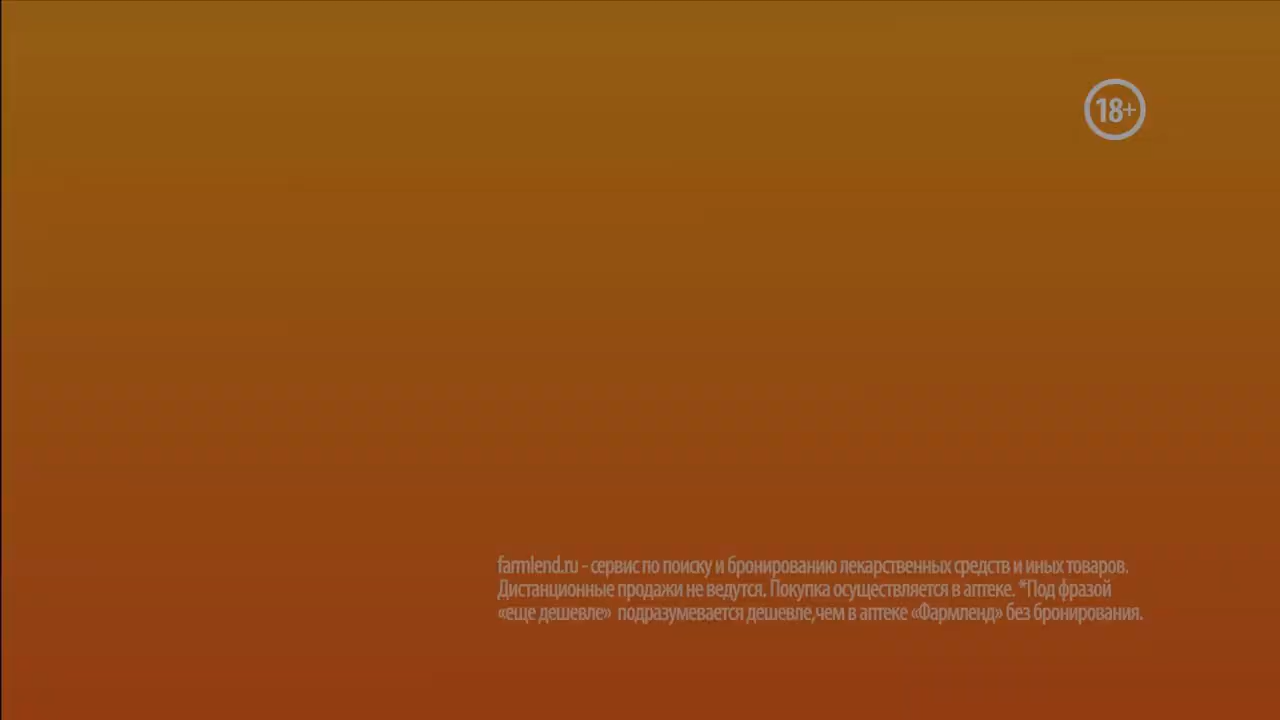 18+
farmlend.ru - сервис по поиску и бронированию лекарственных средств и иных товаров.
Дистанционные продажи не ведутся. Покупка осуществляется в аптеке. *Под фразой
«еще дешевле» подразумевается дешевле,чем в аптеке «Фармленд» без бронирования.